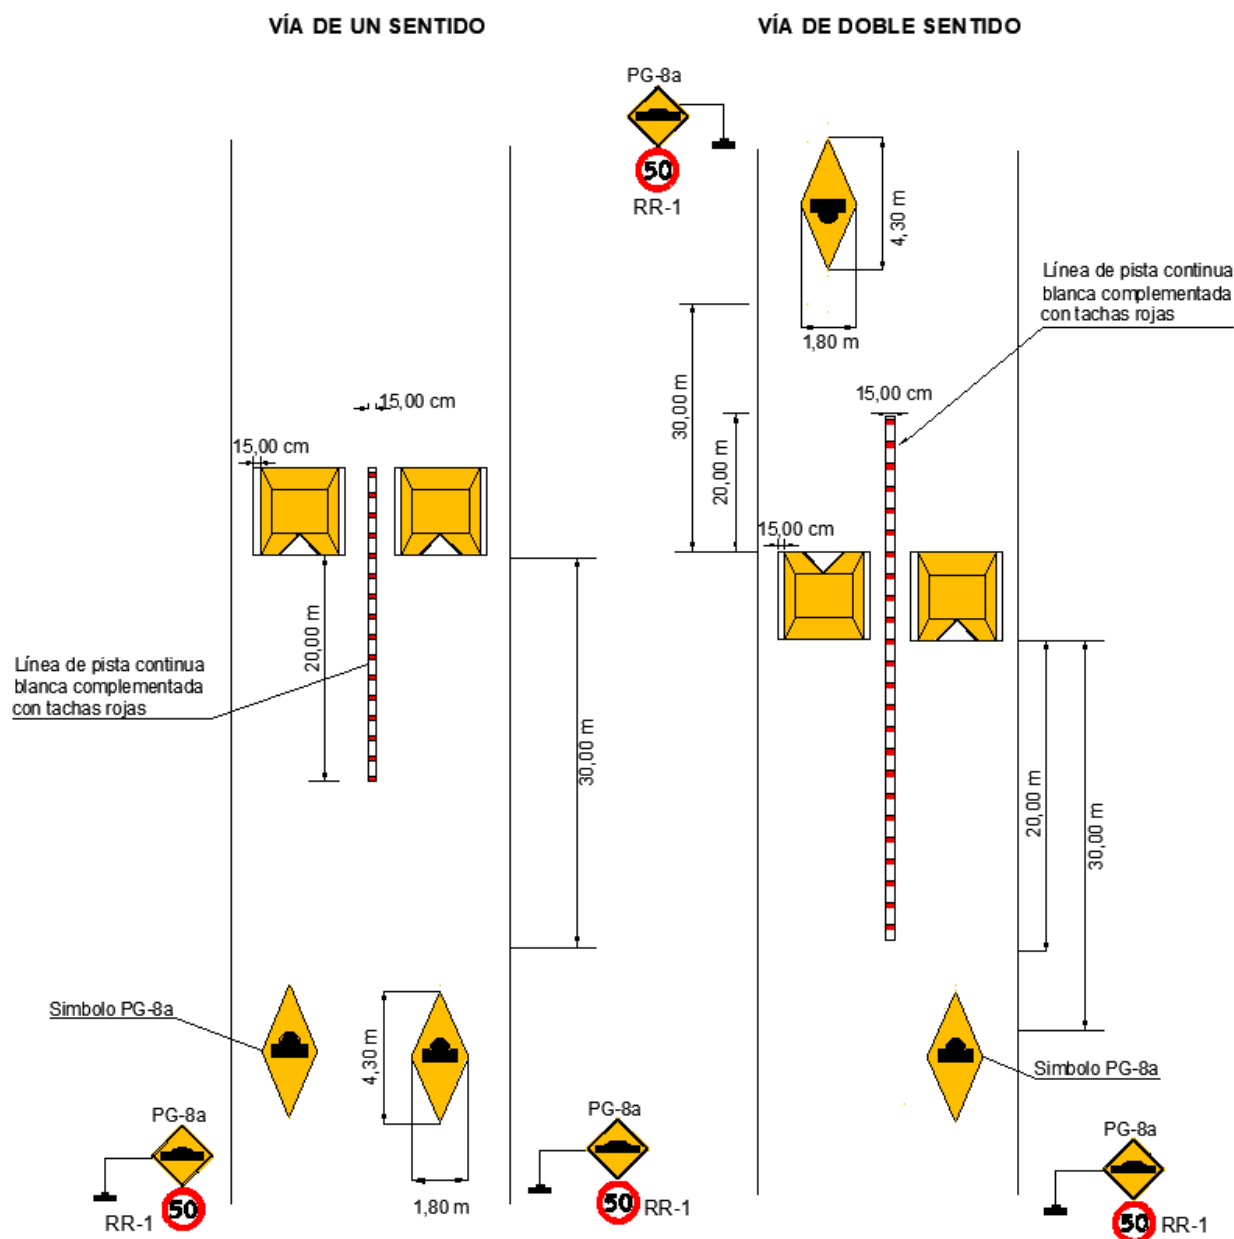 VÍA DE UN SENTIDO
VÍA DE DOBLE SENTIDO
PG-8a
50
RR-1
4,30 m
1,80 m
Línea de pista continua
blanca complementada
con tachas rojas
30,00 m
20,00 m
15,00 cm
15,00 cm
15,00 cm
15,00 cm
20,00 m
Línea de pista continua
blanca complementada
con tachas rojas
30,00 m
20,00 m
30,00 m
Simbolo PG-8a
4,30 m
1,80 m
Simbolo PG-8a
PG-8a
50
RR-1
PG-8a
50
RR-1
PG-8a
50
RR-1